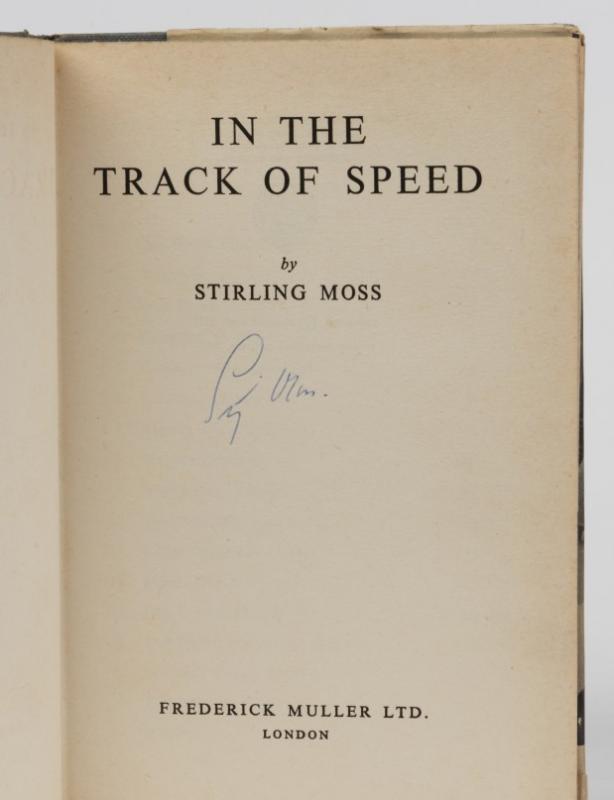 IN THE
TRACK OF SPEED
by
STIRLING MOSS
FREDERICK MULLER LTD.
LONDON